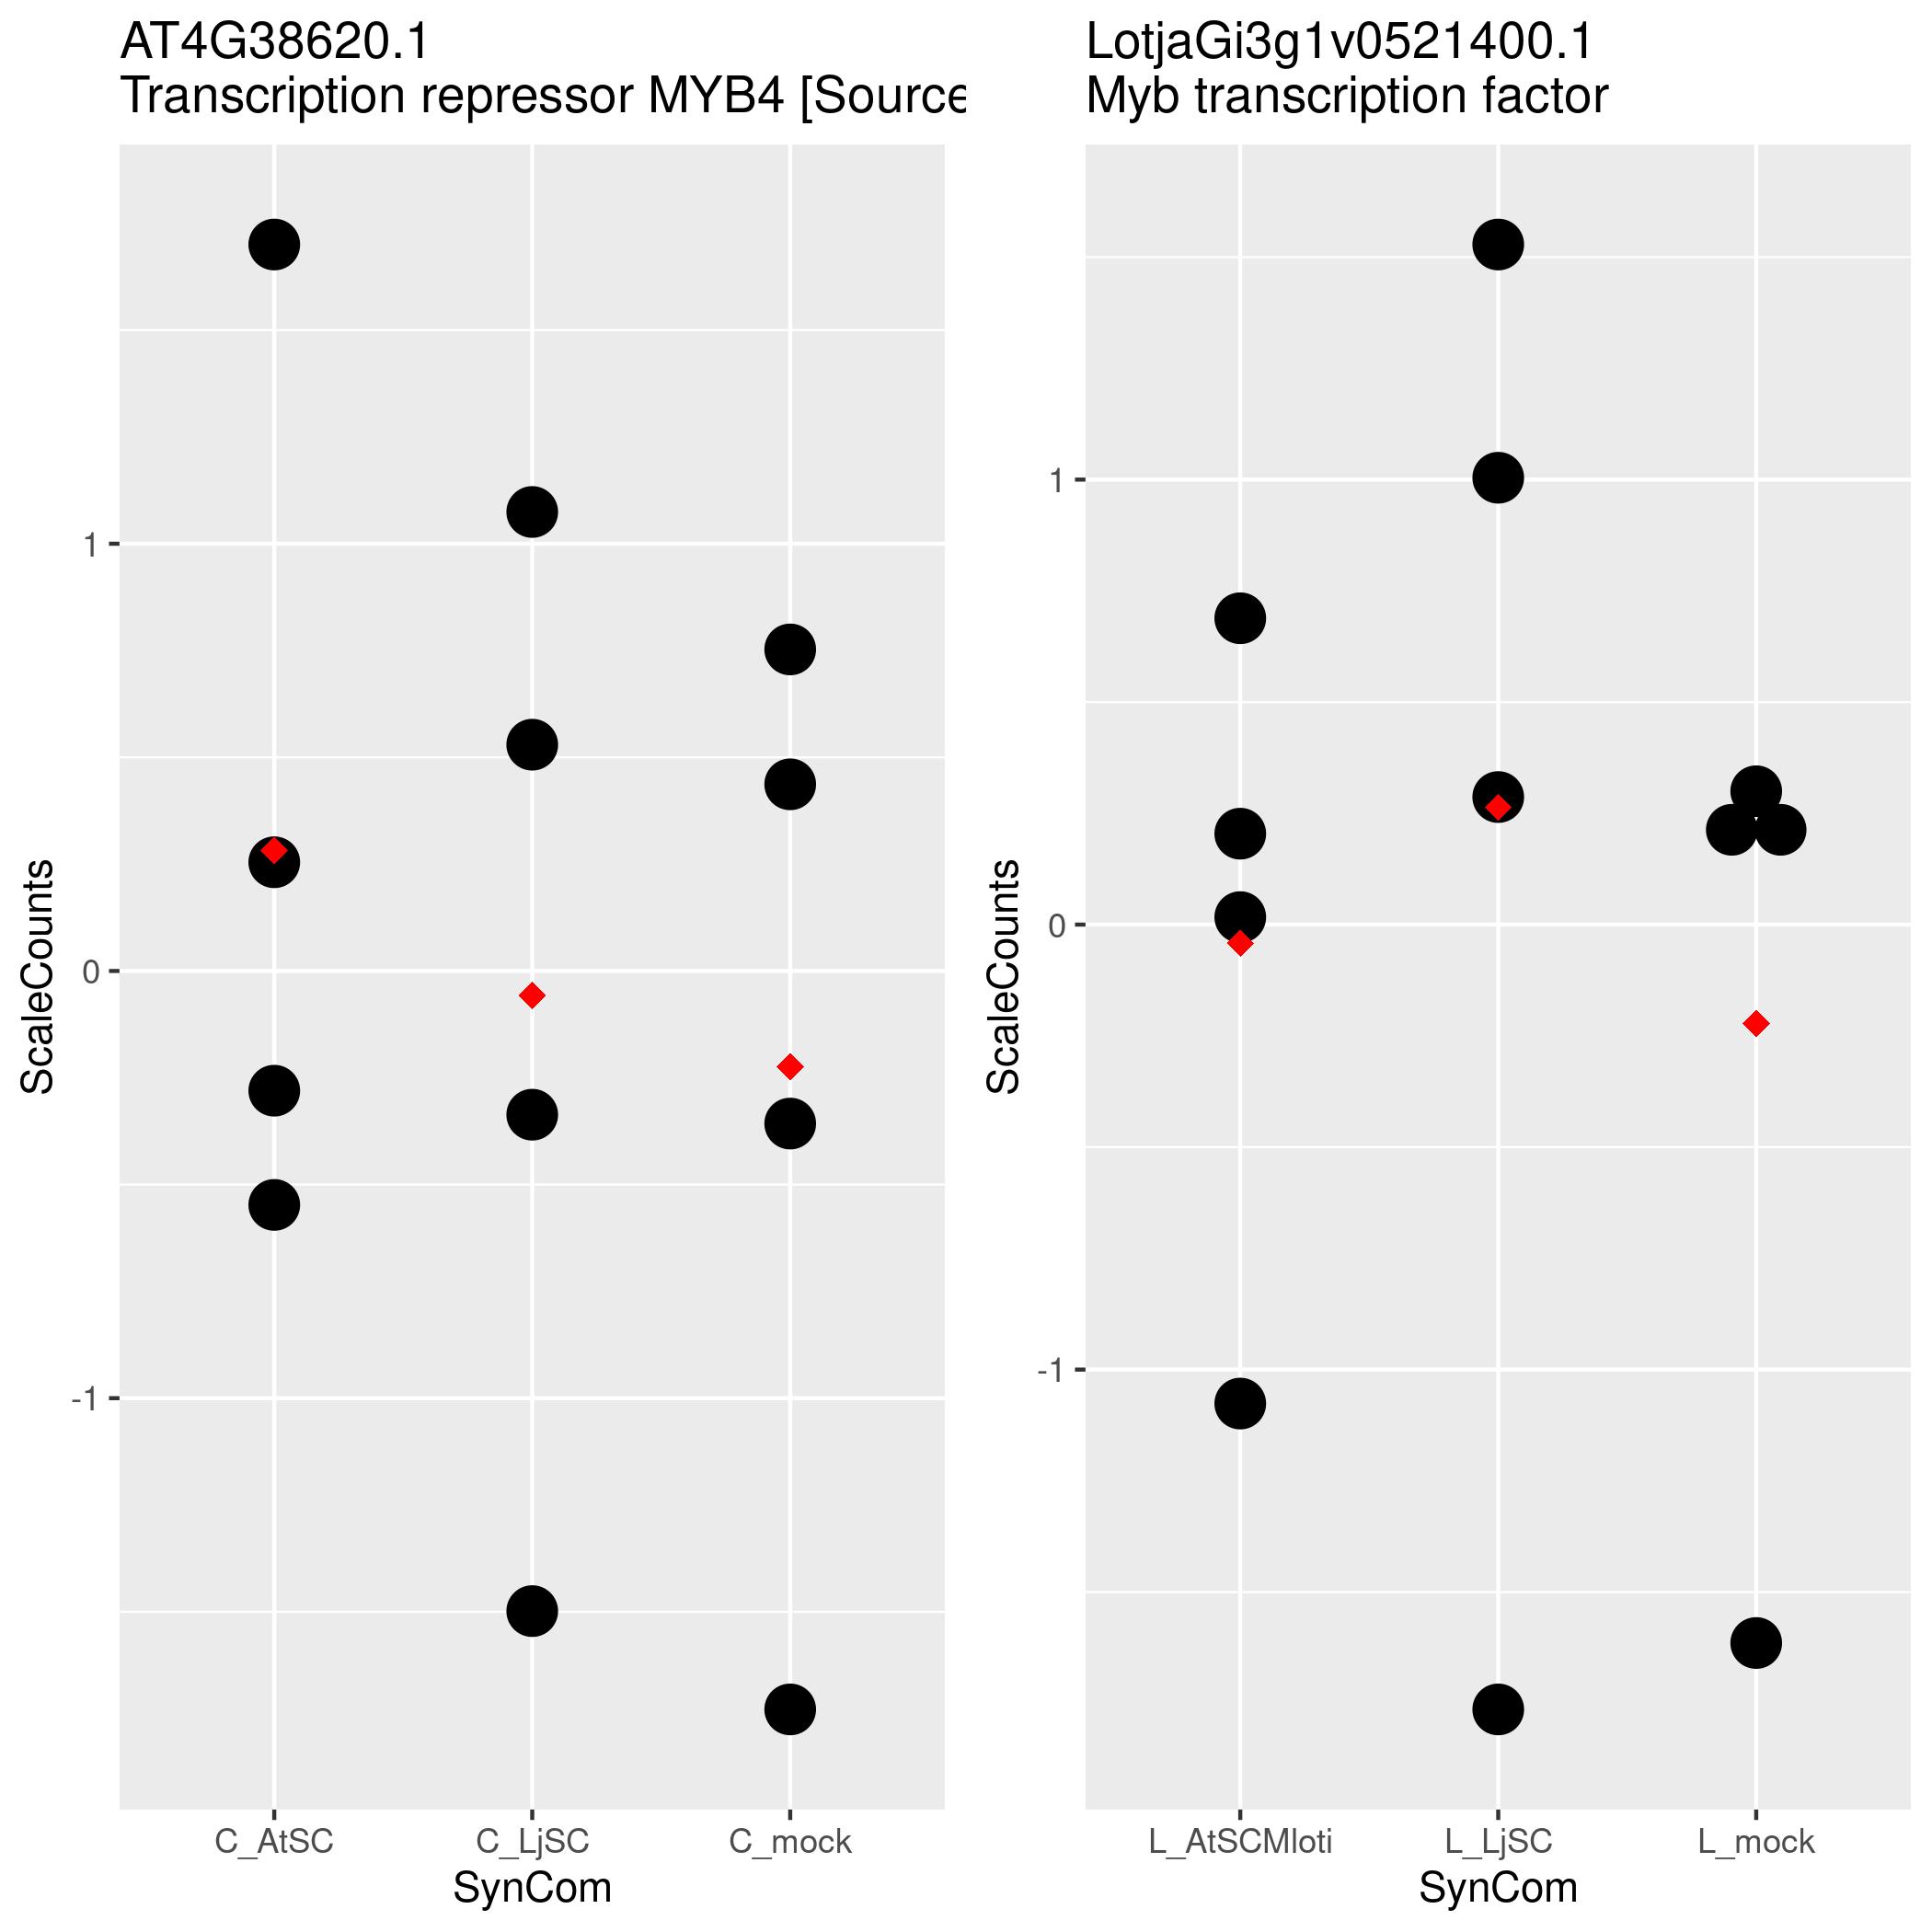 AT4G38620.1
Transcription repressor MYB4 [Source
ScaleCounts
1
0
-1
C_AtSC
C_LjSC
C_mock
SynCom
LotjaGi3g1v0521400.1
Myb transcription factor
ScaleCounts
1
0
-1
L_AtSCMloti
L_LjSC
L_mock
SynCom